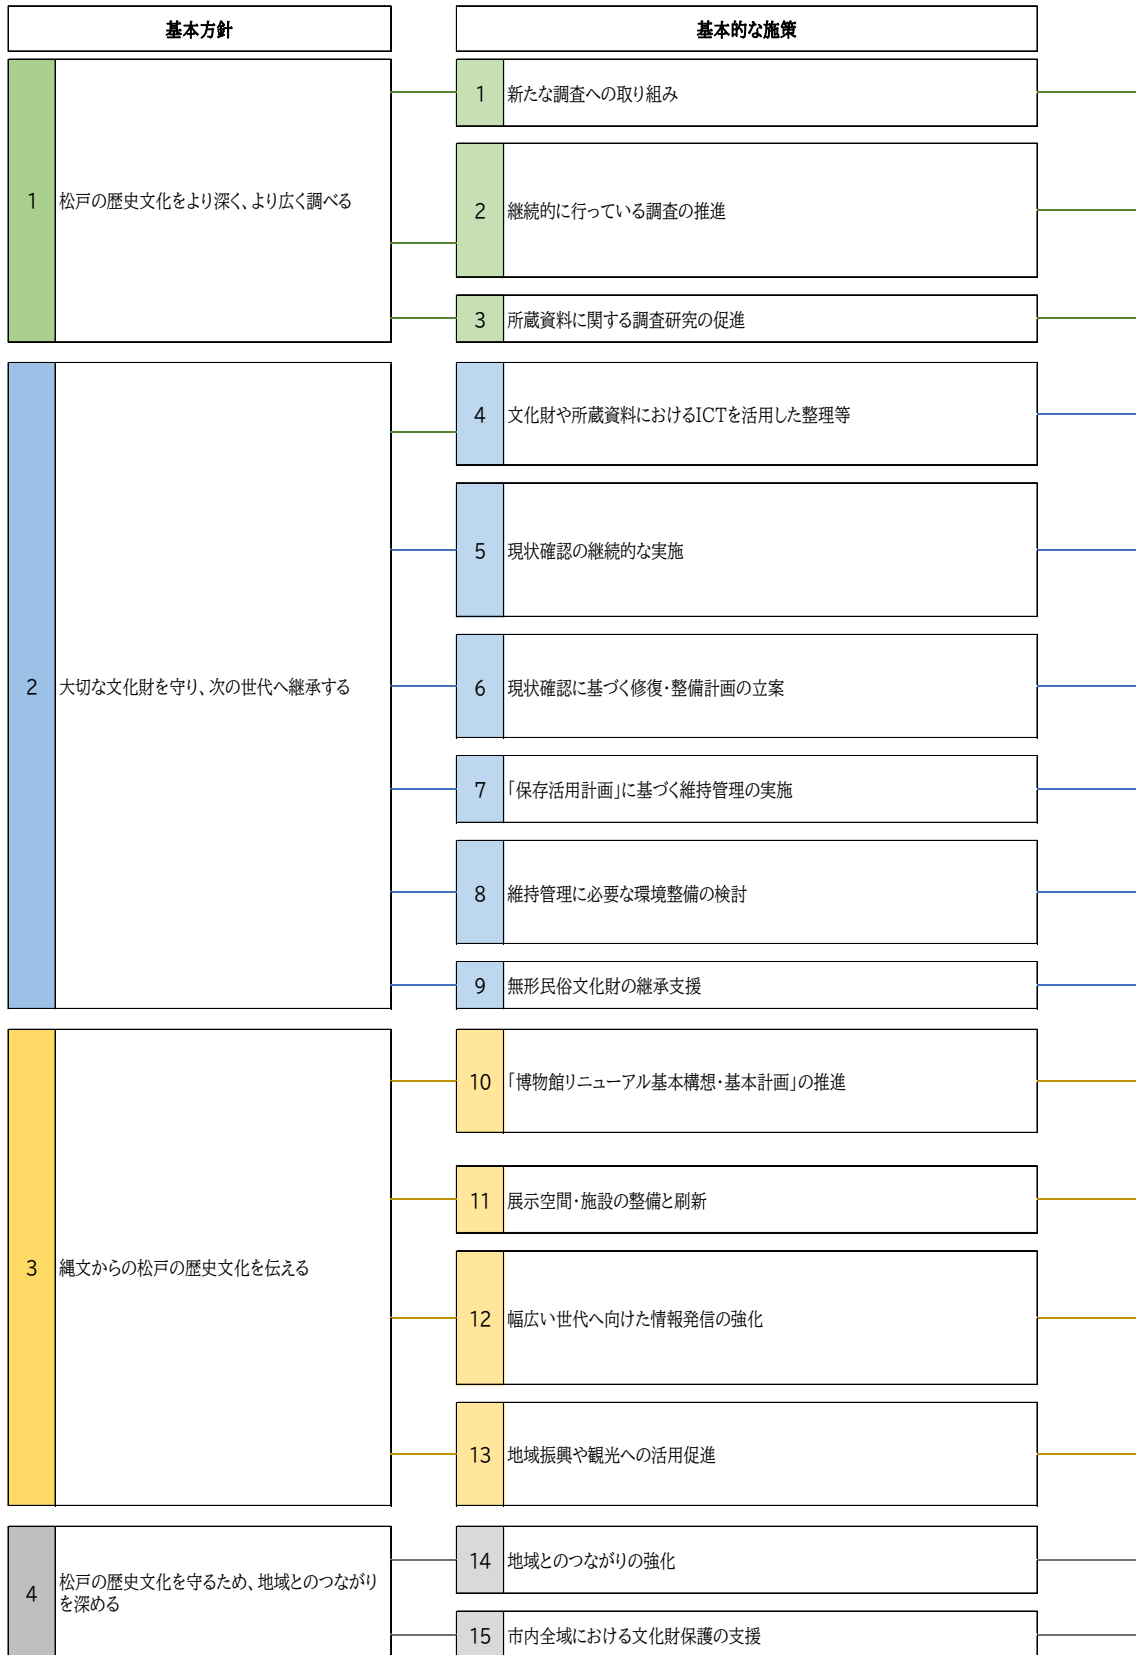 基本方針
基本的な施策
1
松戸の歴史文化をより深く、より広く調べる
1
新たな調査への取り組み
2
継続的に行っている調査の推進
3
所蔵資料に関する調査研究の促進
2
大切な文化財を守り、次の世代へ継承する
4
文化財や所蔵資料におけるICTを活用した整理等
5
現状確認の継続的な実施
6
現状確認に基づく修復・整備計画の立案
7
「保存活用計画」に基づく維持管理の実施
8
維持管理に必要な環境整備の検討
9
無形民俗文化財の継承支援
3
縄文からの松戸の歴史文化を伝える
10
「博物館リニューアル基本構想・基本計画」の推進
11
展示空間・施設の整備と刷新
12
幅広い世代へ向けた情報発信の強化
13
地域振興や観光への活用促進
4
松戸の歴史文化を守るため、地域とのつながり
を深める
14
地域とのつながりの強化
15
市内全域における文化財保護の支援